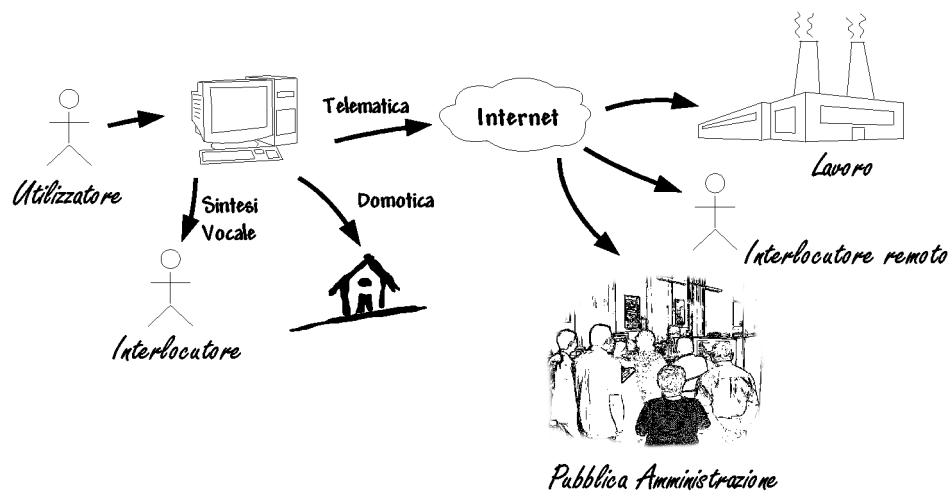 Telematica
Internet
Lavoro
Utilizzatore
Sintesi
Vocale
Domotica
Interlocutore remoto
Interlocutore
Pubblica Amministrazione